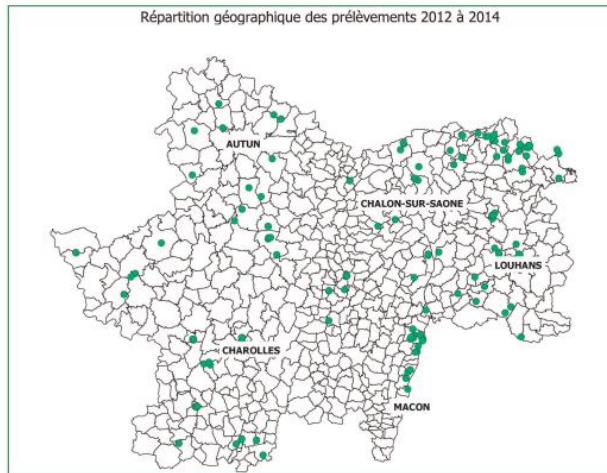 Répartition géographique des prélèvements 2012 à 2014
AUTUN
CHALON-SUR-SAONE
LOUHANS
CHAROLLES
MACON